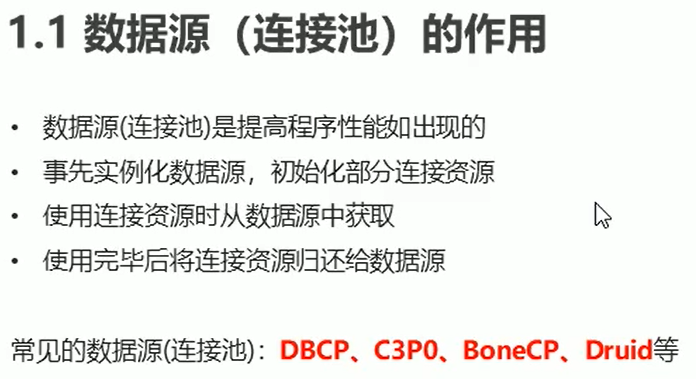 1.1 数据源（连接池）的作用
• 数据源(连接池)是提高程序性能如出现的
• 事先实例化数据源，初始化部分连接资源
• 使用连接资源时从数据源中获取
• 使用完毕后将连接资源归还给数据源
常见的数据源(连接池)：DBCP、C3P0、BoneCP、Druid等